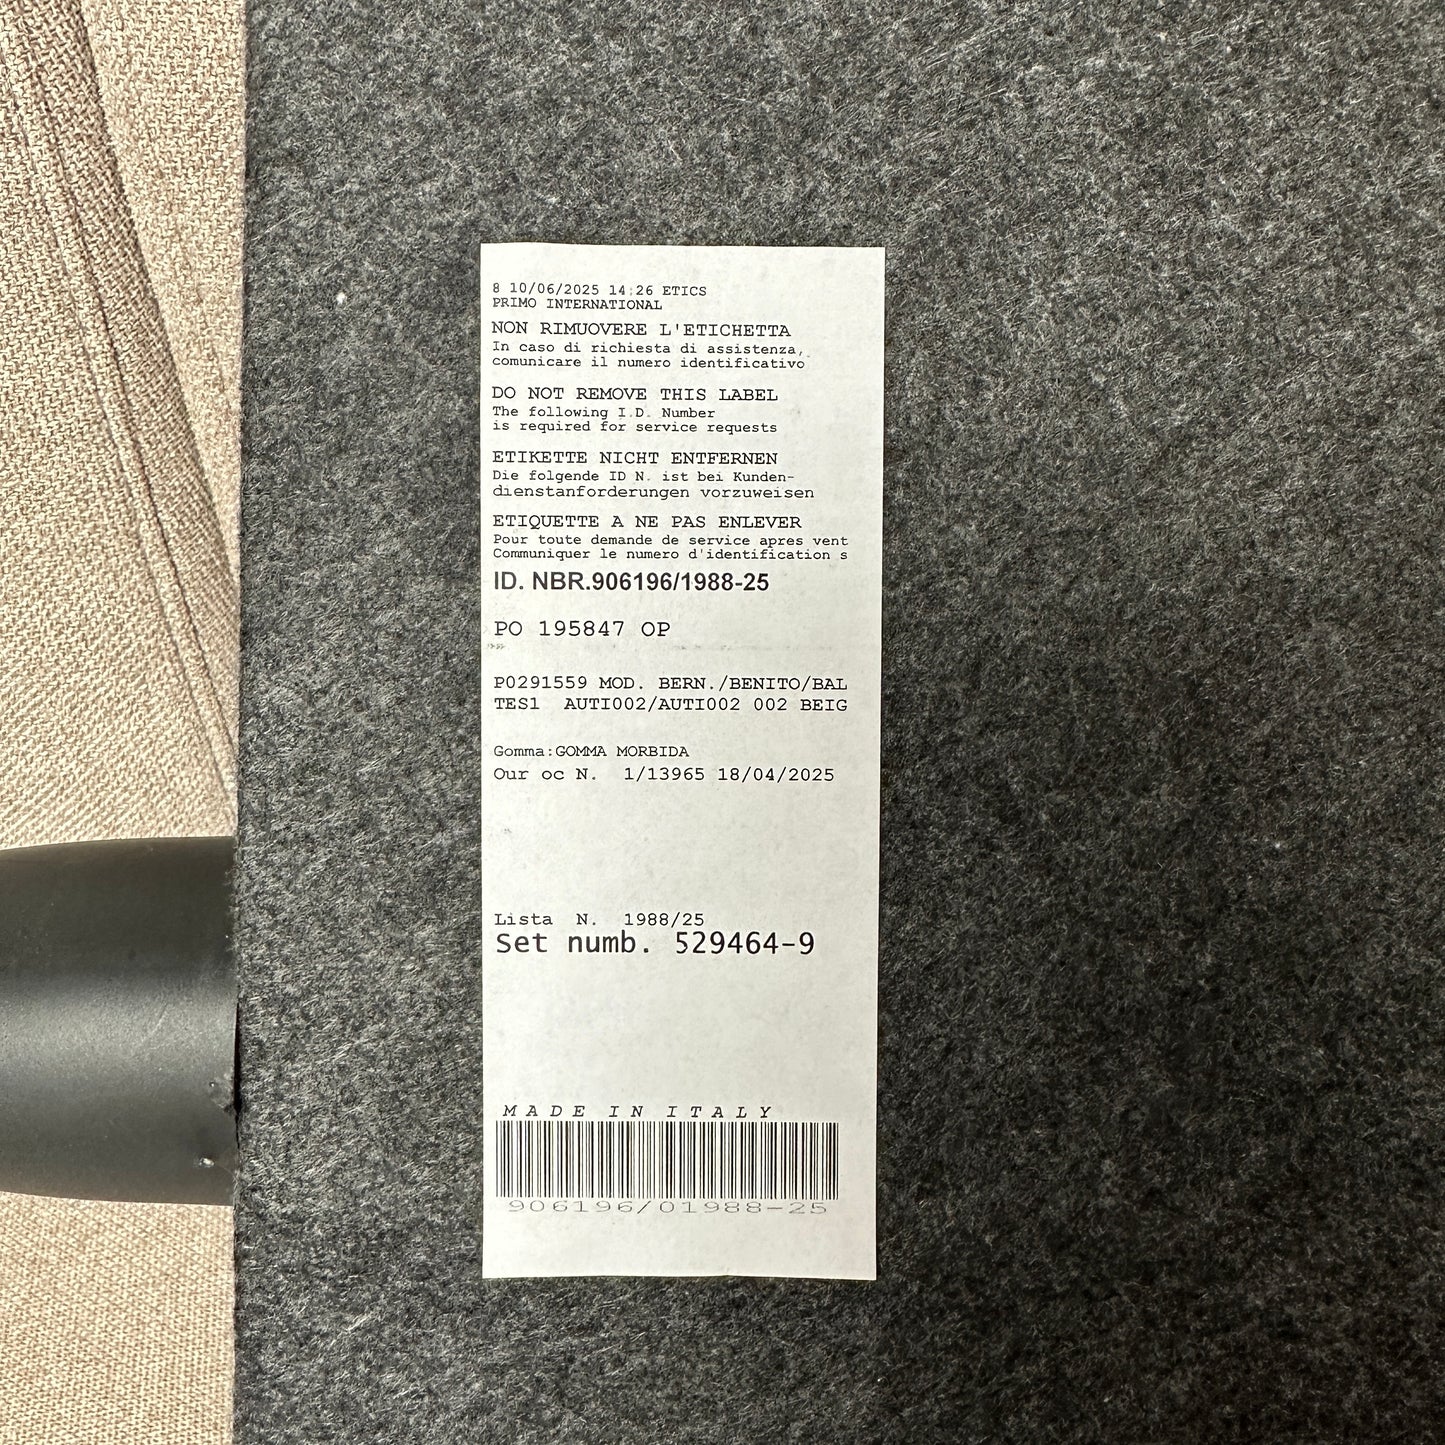 8 10/06/2025 14:26 ETICS
PRIMO INTERNATIONAL
NON RIMUOVERE L'ETICHETTA
In caso di richiesta di assistenza,
comunicare il numero identificativo
DO NOT REMOVE THIS LABEL
The following I.D. Number
is required for service requests
ETIKETTE NICHT ENTFERNEN
Die folgende ID N. ist bei Kunden-
dienstanforderungen vorzuweisen
ETIQUETTE A NE PAS ENLEVER
Pour toute demande de service apres vent
Communiquer le numero d'identification s
ID. NBR.906196/1988-25
PO 195847 OP
P0291559 MOD. BERN./BENITO/BAL
TES1 AUTI002/AUTI002 002 BEIG
Gomma:GOMMA MORBIDA
Our oc N. 1/13965 18/04/2025
Lista N. 1988/25
Set numb. 529464-9
MADE IN ITALY
906196/01988-25